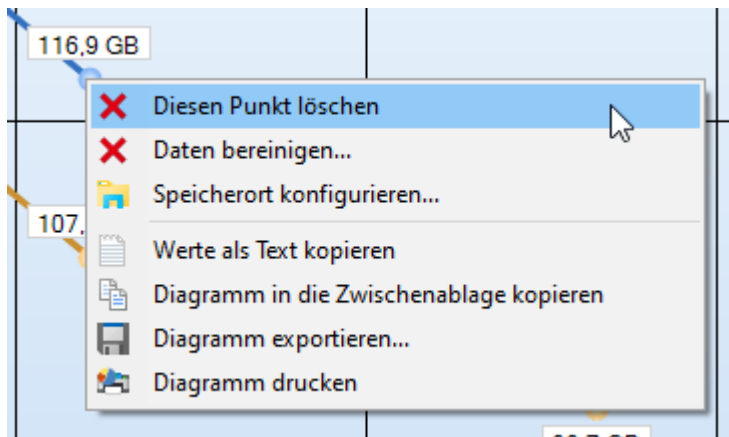 116,9 GB
Diesen Punkt löschen
Daten bereinigen...
Speicherort konfigurieren...
107,
Werte als Text kopieren
Diagramm in die Zwischenablage kopieren
Diagramm exportieren...
Diagramm drucken